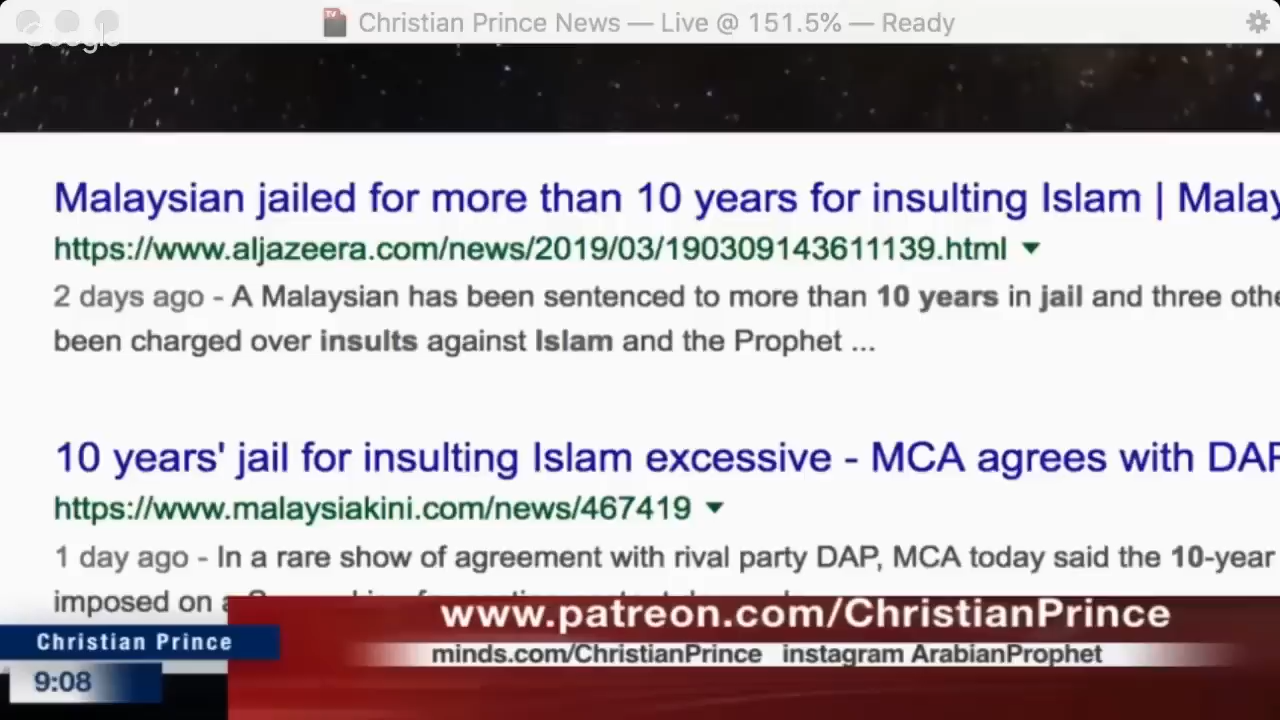 Christian Prince News — Live @ 151.5% — Ready
Google
Malaysian jailed for more than 10 years for insulting Islam | Malay
https://www.aljazeera.com/news/2019/03/190309143611139.html
2 days ago - A Malaysian has been sentenced to more than 10 years in jail and three othe
been charged over insults against Islam and the Prophet ...
10 years' jail for insulting Islam excessive - MCA agrees with DAP
https://www.malaysiakini.com/news/467419
1 day ago - In a rare show of agreement with rival party DAP, MCA today said the 10-year
imposed on a
www.patreon.com/ChristianPrince
Christian Prince
minds.com/ChristianPrince instagram ArabianProphet
9:08